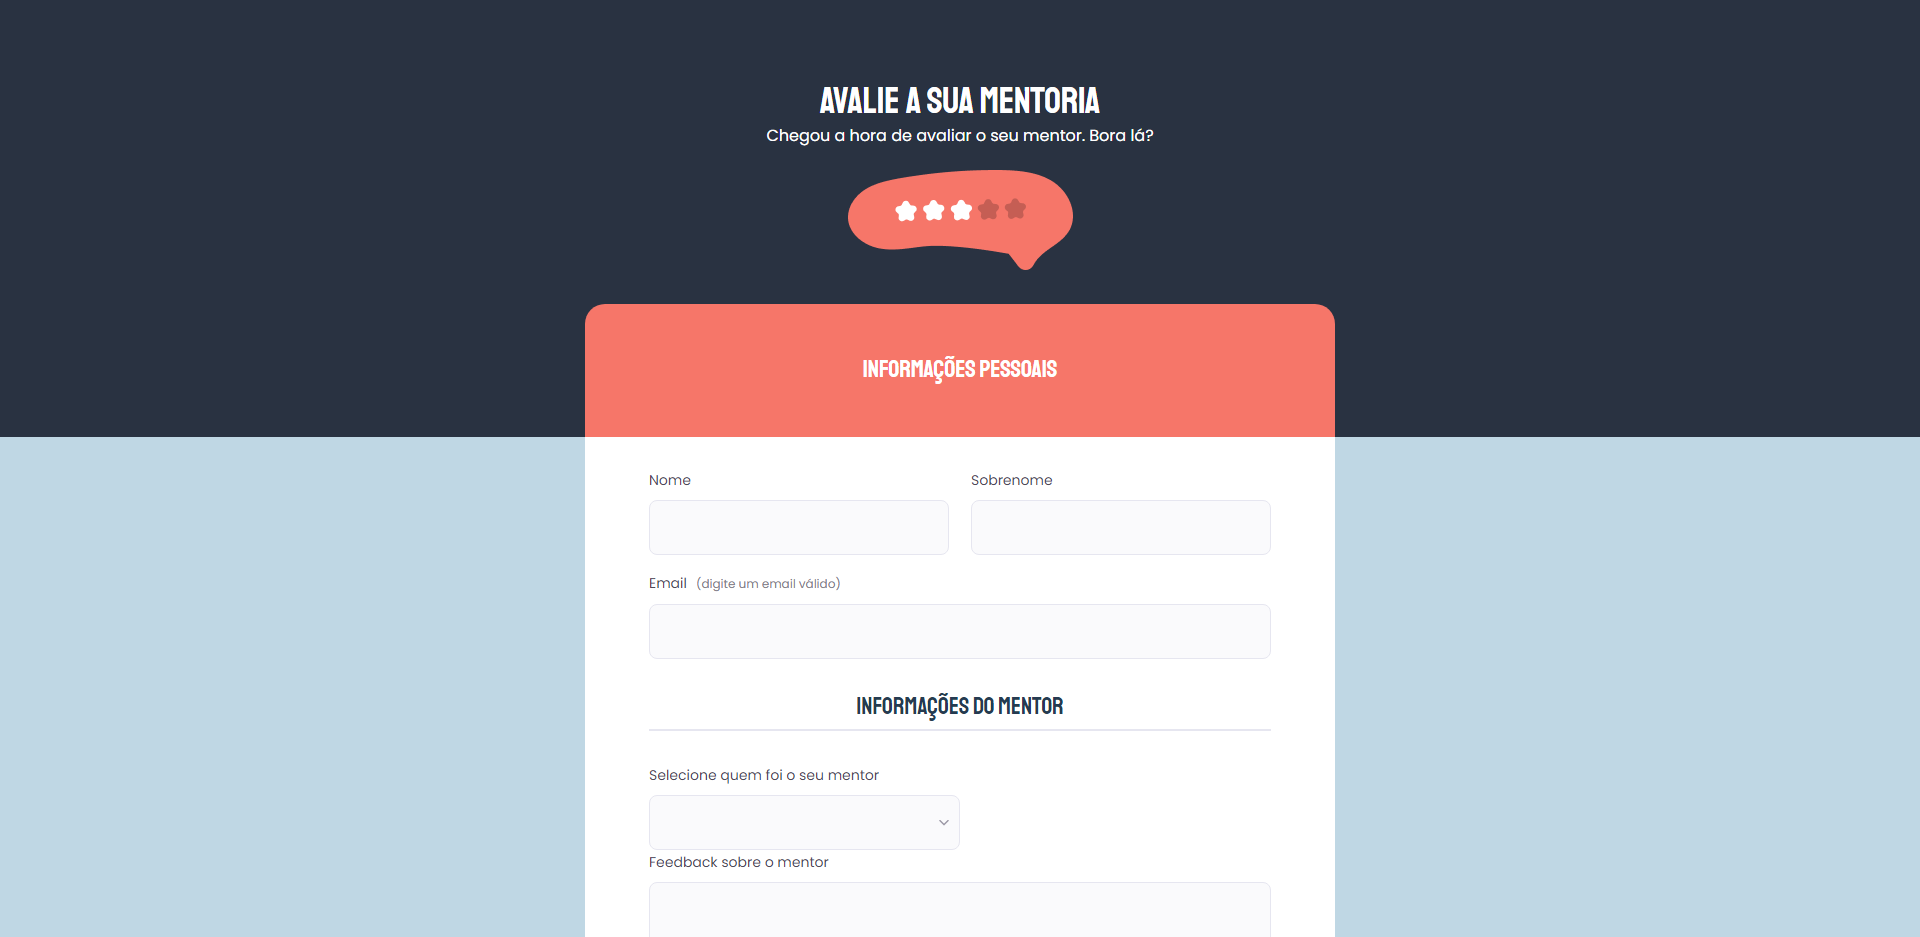 AVALIE A SUA MENTORIA
Chegou a hora de avaliar o seu mentor. Bora lá?
INFORMAÇÕES PESSOAIS
Nome
Sobrenome
Email (digite um email válido)
INFORMAÇÕES DO MENTOR
Selecione quem foi o seu mentor
Feedback sobre o mentor